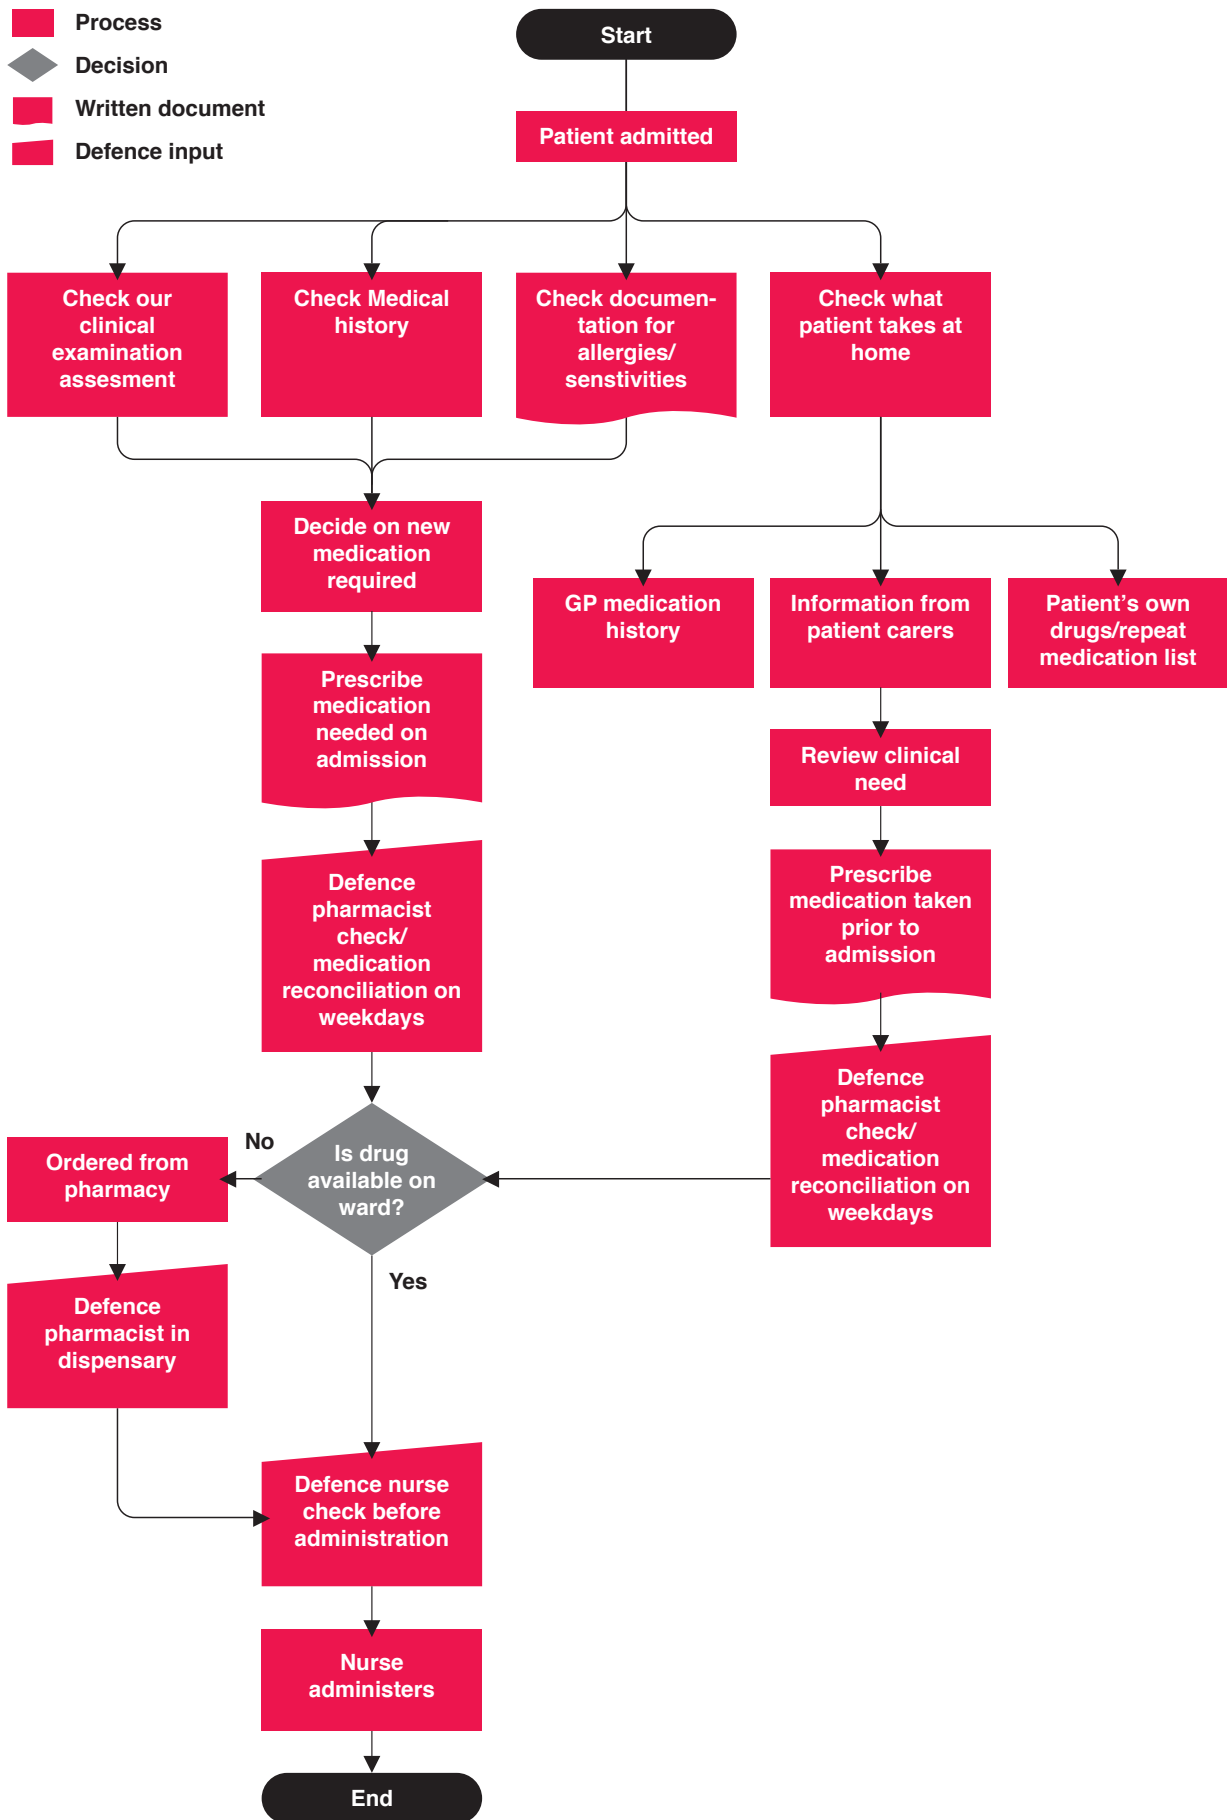 Process
Decision
Written document
Defence input
Start
Patient admitted
Check our
clinical
examination
assesment
Check Medical
history
Check documen-
tation for
allergies/
senstivities
Check what
patient takes at
home
Decide on new
medication
required
GP medication
history
Information from
patient carers
Patient’s own
drugs/repeat
medication list
Prescribe
medication
needed on
admission
Review clinical
need
Defence
pharmacist
check/
medication
reconciliation on
weekdays
Prescribe
medication taken
prior to
admission
Defence
pharmacist
check/
medication
reconciliation on
weekdays
Is drug
available on
ward?
No
Ordered from
pharmacy
Yes
Defence
pharmacist in
dispensary
Defence nurse
check before
administration
Nurse
administers
End